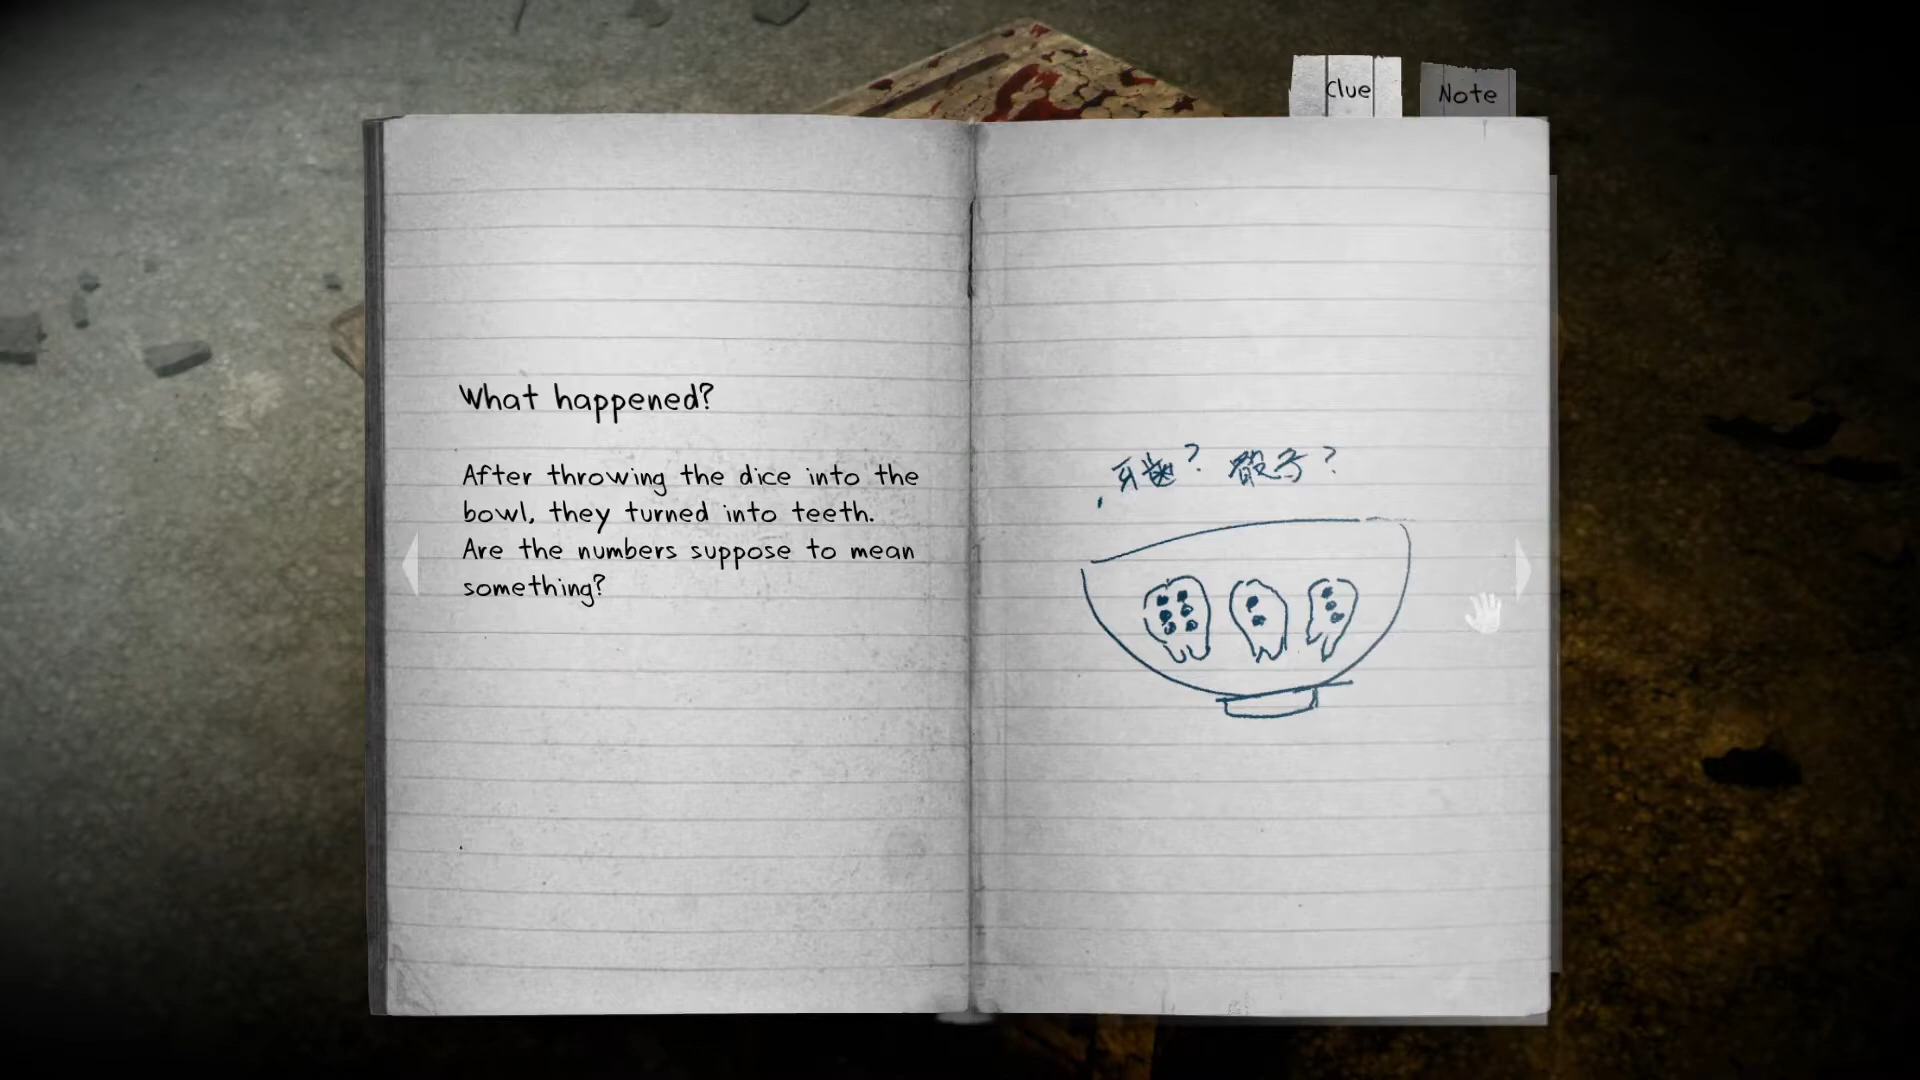 Clue
Note
What happened?
After throwing the dice into the
bowl, they turned into teeth.
Are the numbers suppose to mean
something?
牙齒? 骰子?